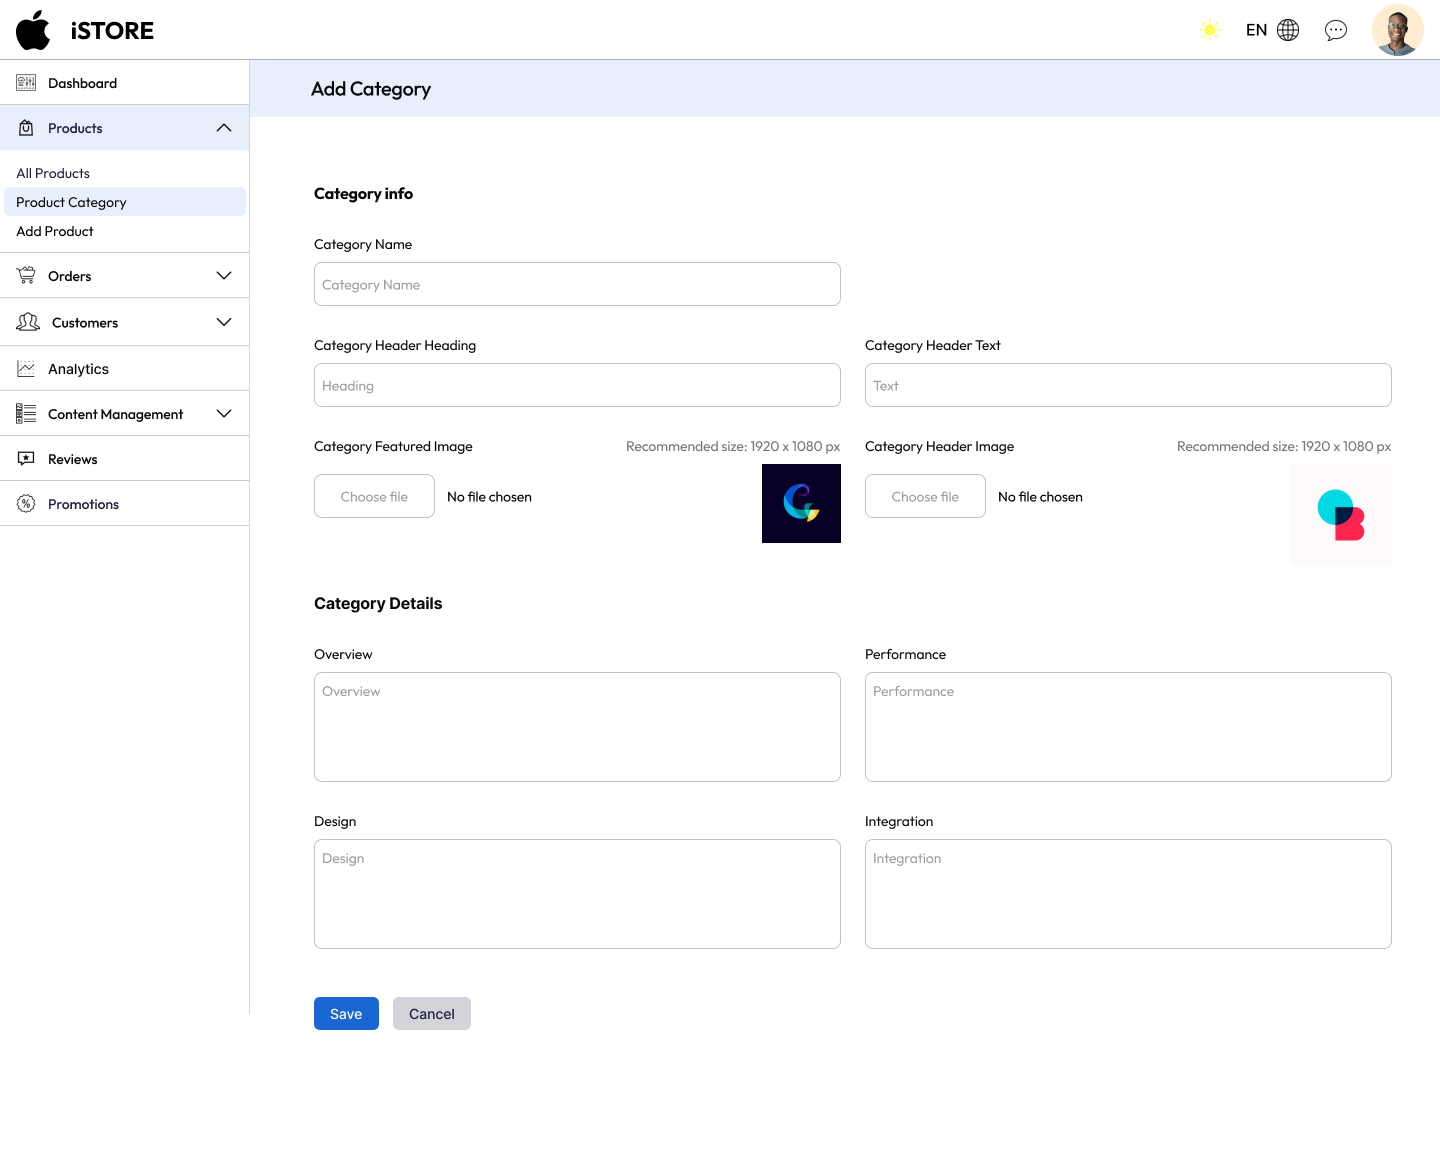 iSTORE
EN
Dashboard
Products
All Products
Product Category
Add Product
Orders
Customers
Analytics
Content Management
Reviews
Promotions
Add Category
Category info
Category Name
Category Name
Category Header Heading
Heading
Category Header Text
Text
Category Featured Image
Recommended size: 1920 x 1080 px
Choose file
No file chosen
Category Header Image
Recommended size: 1920 x 1080 px
Choose file
No file chosen
Category Details
Overview
Overview
Performance
Performance
Design
Design
Integration
Integration
Save
Cancel